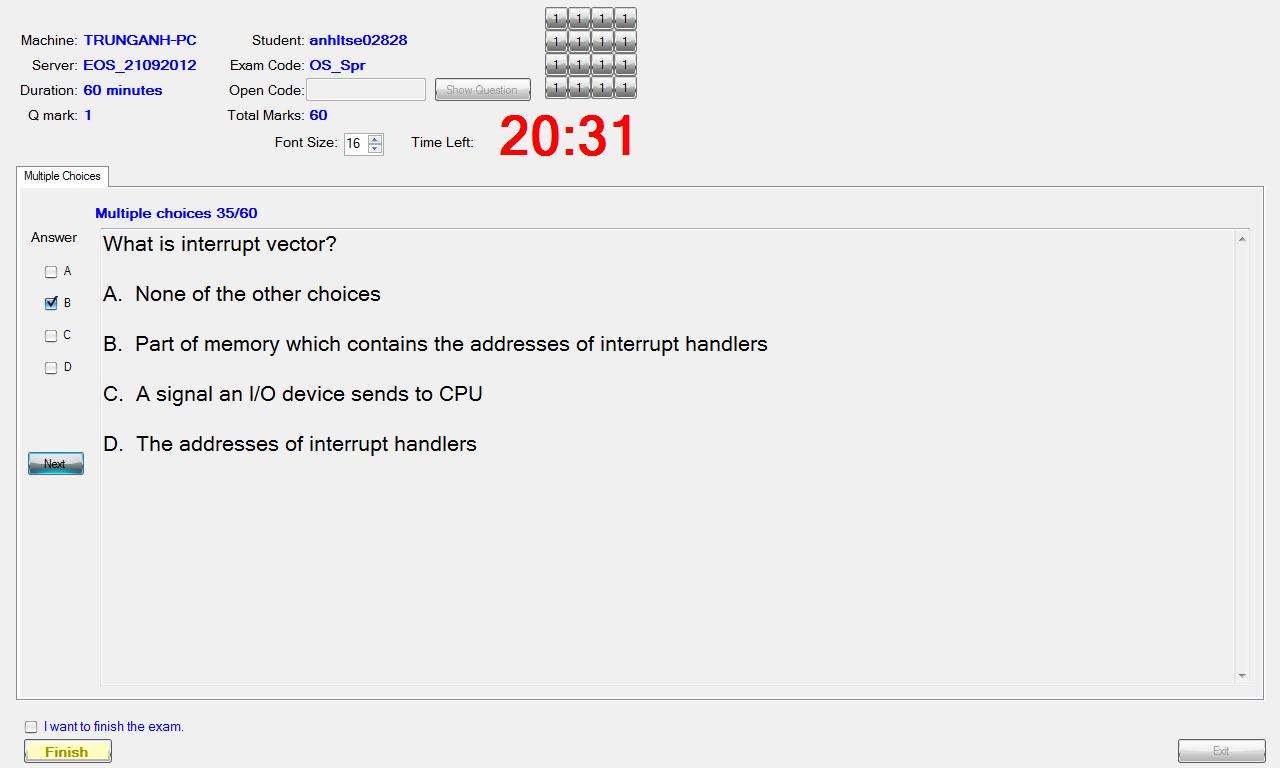 Machine: TRUNGANH-PC Student: anhltse02828
Server: EOS_21092012 Exam Code: OS_Spr
Duration: 60 minutes Open Code: Show Question
Q mark: 1 Total Marks: 60
Font Size: 16 Time Left: 20:31
1 1 1 1
1 1 1 1
1 1 1 1
1 1 1 1
Multiple Choices
Multiple choices 35/60
Answer
A
B
C
D
Next
What is interrupt vector?
A. None of the other choices
B. Part of memory which contains the addresses of interrupt handlers
C. A signal an I/O device sends to CPU
D. The addresses of interrupt handlers
I want to finish the exam.
Finish
Exit